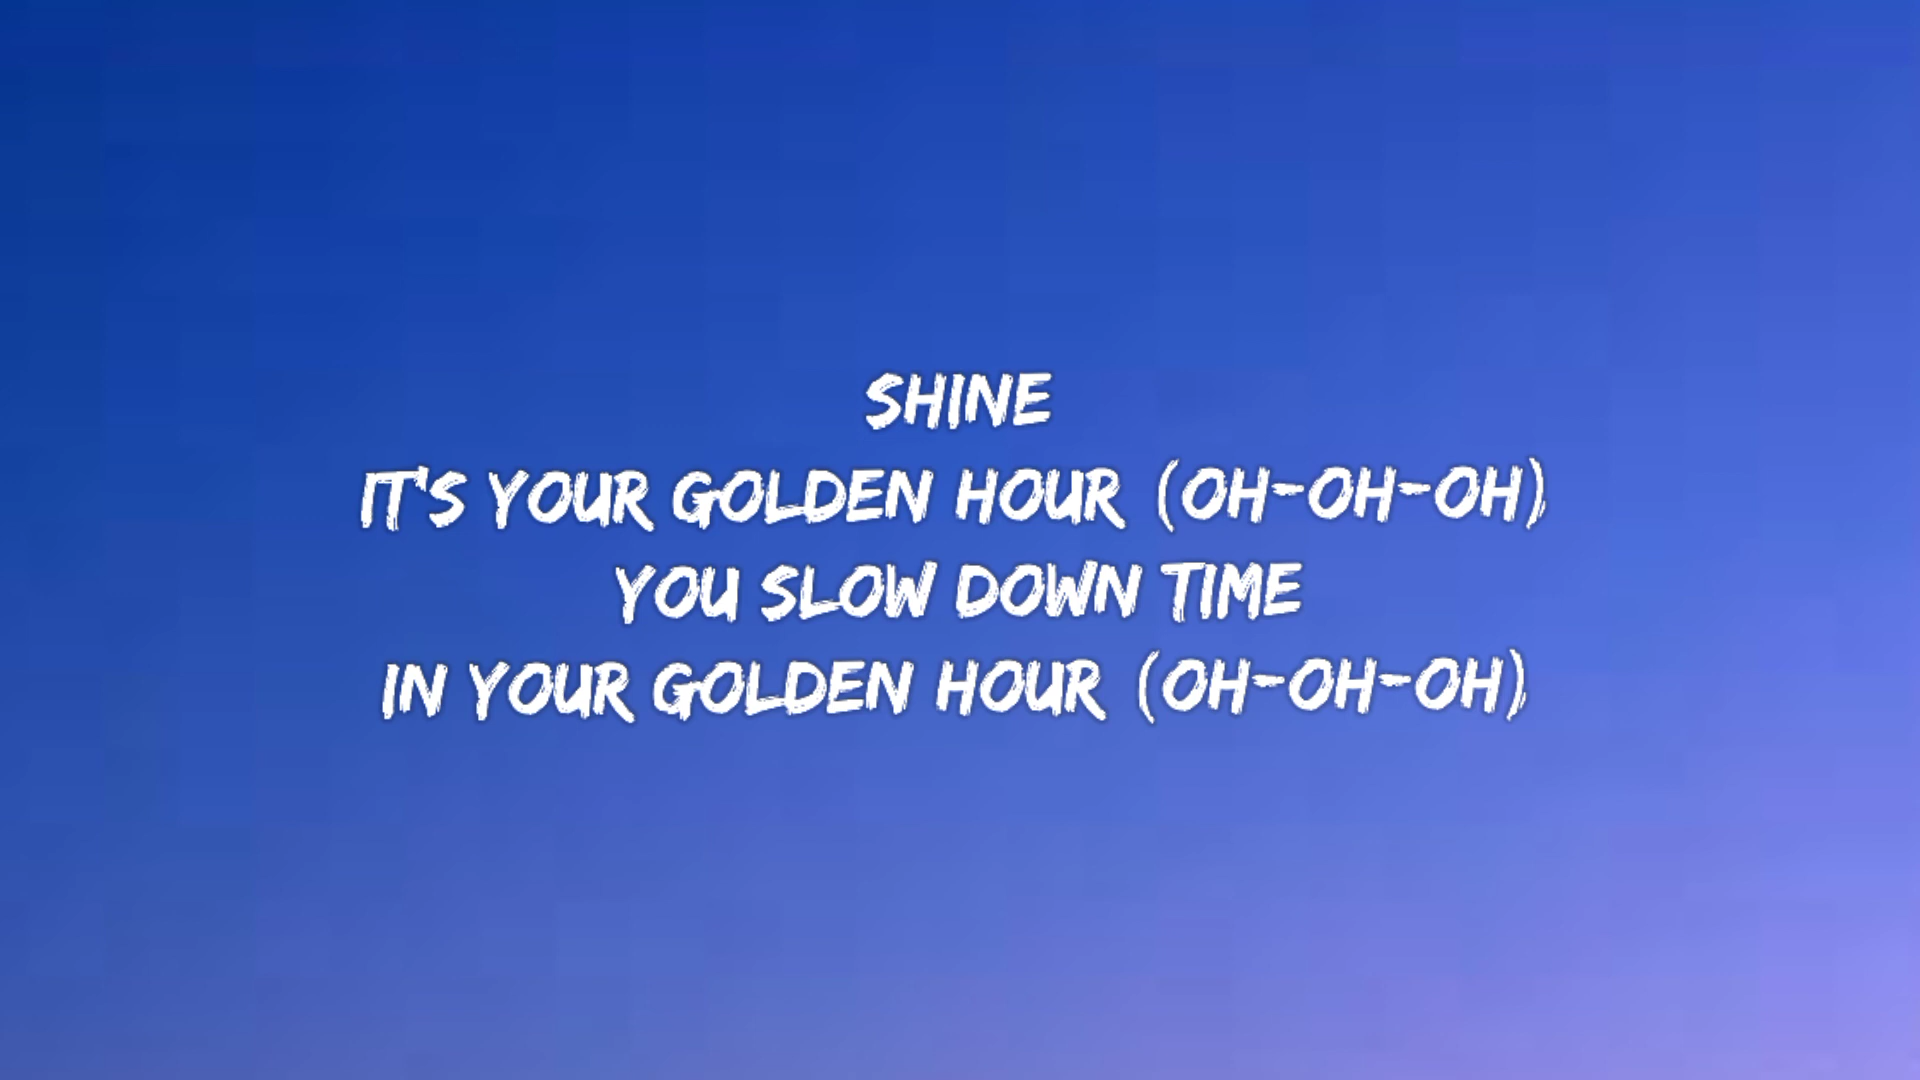 SHINE
IT'S YOUR GOLDEN HOUR (OH-OH-OH)
YOU SLOW DOWN TIME
IN YOUR GOLDEN HOUR (OH-OH-OH)